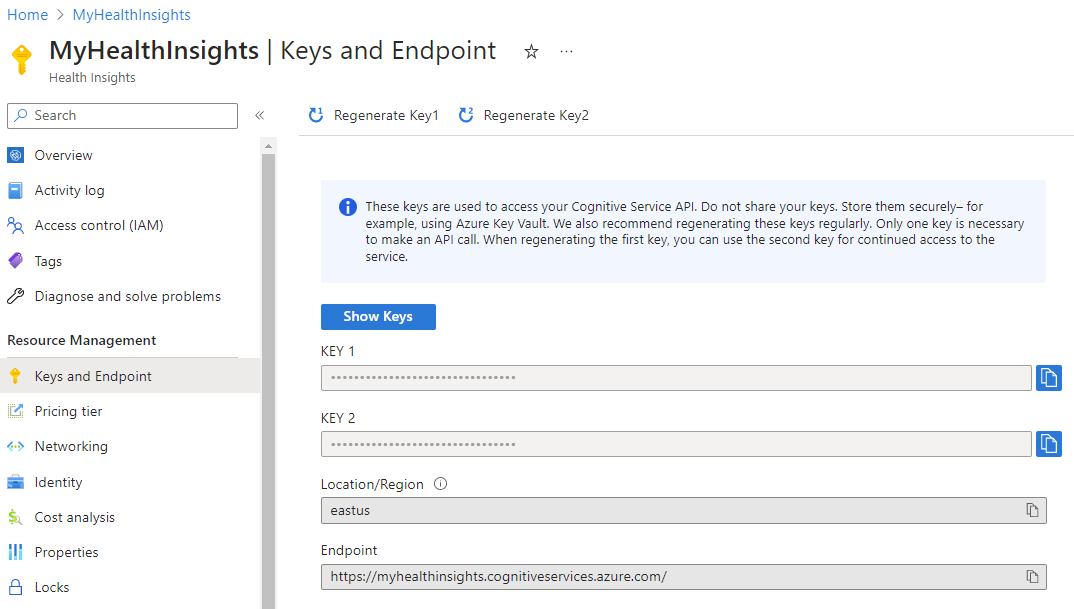 Home > MyHealthInsights
MyHealthInsights | Keys and Endpoint ☆ ···
Health Insights
Search «
Overview
Activity log
Access control (IAM)
Tags
Diagnose and solve problems
Resource Management
Keys and Endpoint
Pricing tier
Networking
Identity
Cost analysis
Properties
Locks
1 Regenerate Key1 2 Regenerate Key2
These keys are used to access your Cognitive Service API. Do not share your keys. Store them securely– for
example, using Azure Key Vault. We also recommend regenerating these keys regularly. Only one key is necessary
to make an API call. When regenerating the first key, you can use the second key for continued access to the
service.
Show Keys
KEY 1
••••••••••••••••••••••••••••••••
KEY 2
••••••••••••••••••••••••••••••••
Location/Region
eastus
Endpoint
https://myhealthinsights.cognitiveservices.azure.com/